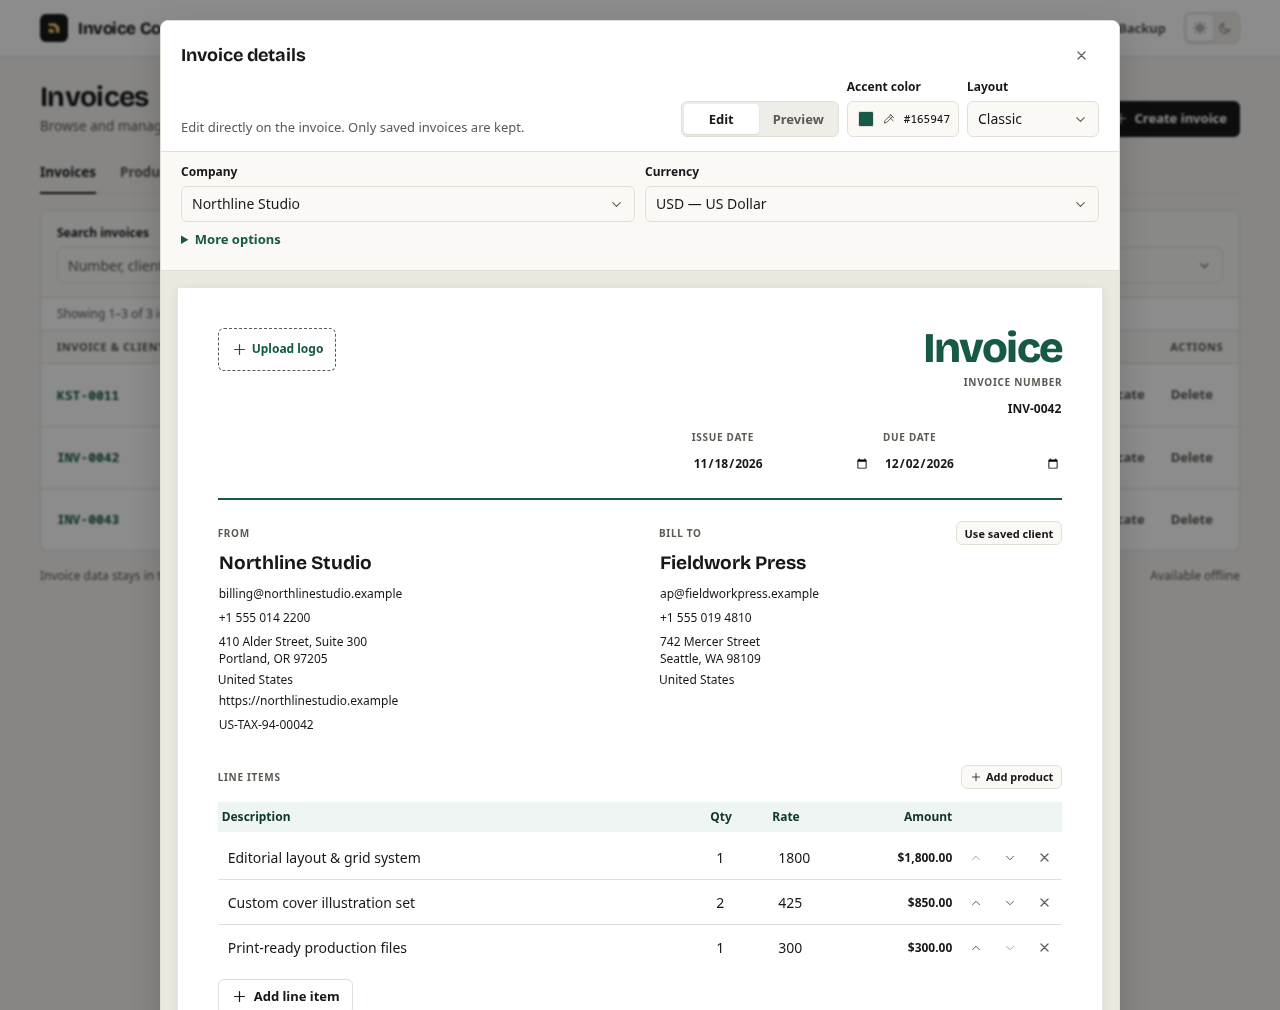 Invoice Co
Backup
Invoices
Browse and manag
Create invoice
Invoices
Produ
Search invoices
Number, client
Showing 1–3 of 3 i
INVOICE & CLIENT
ACTIONS
KST-0011
cate
Delete
INV-0042
INV-0043
cate
Delete
Invoice data stays in t
Available offline
Invoice details
Edit directly on the invoice. Only saved invoices are kept.
Edit
Preview
Accent color
#165947
Layout
Classic
Company
Northline Studio
Currency
USD — US Dollar
More options
Upload logo
Invoice
INVOICE NUMBER
INV-0042
ISSUE DATE
11/18/2026
DUE DATE
12/02/2026
FROM
Northline Studio
billing@northlinestudio.example
+1 555 014 2200
410 Alder Street, Suite 300
Portland, OR 97205
United States
https://northlinestudio.example
US-TAX-94-00042
BILL TO
Use saved client
Fieldwork Press
ap@fieldworkpress.example
+1 555 019 4810
742 Mercer Street
Seattle, WA 98109
United States
LINE ITEMS
Add product
Description Qty Rate Amount
Editorial layout & grid system 1 1800 $1,800.00
Custom cover illustration set 2 425 $850.00
Print-ready production files 1 300 $300.00
Add line item